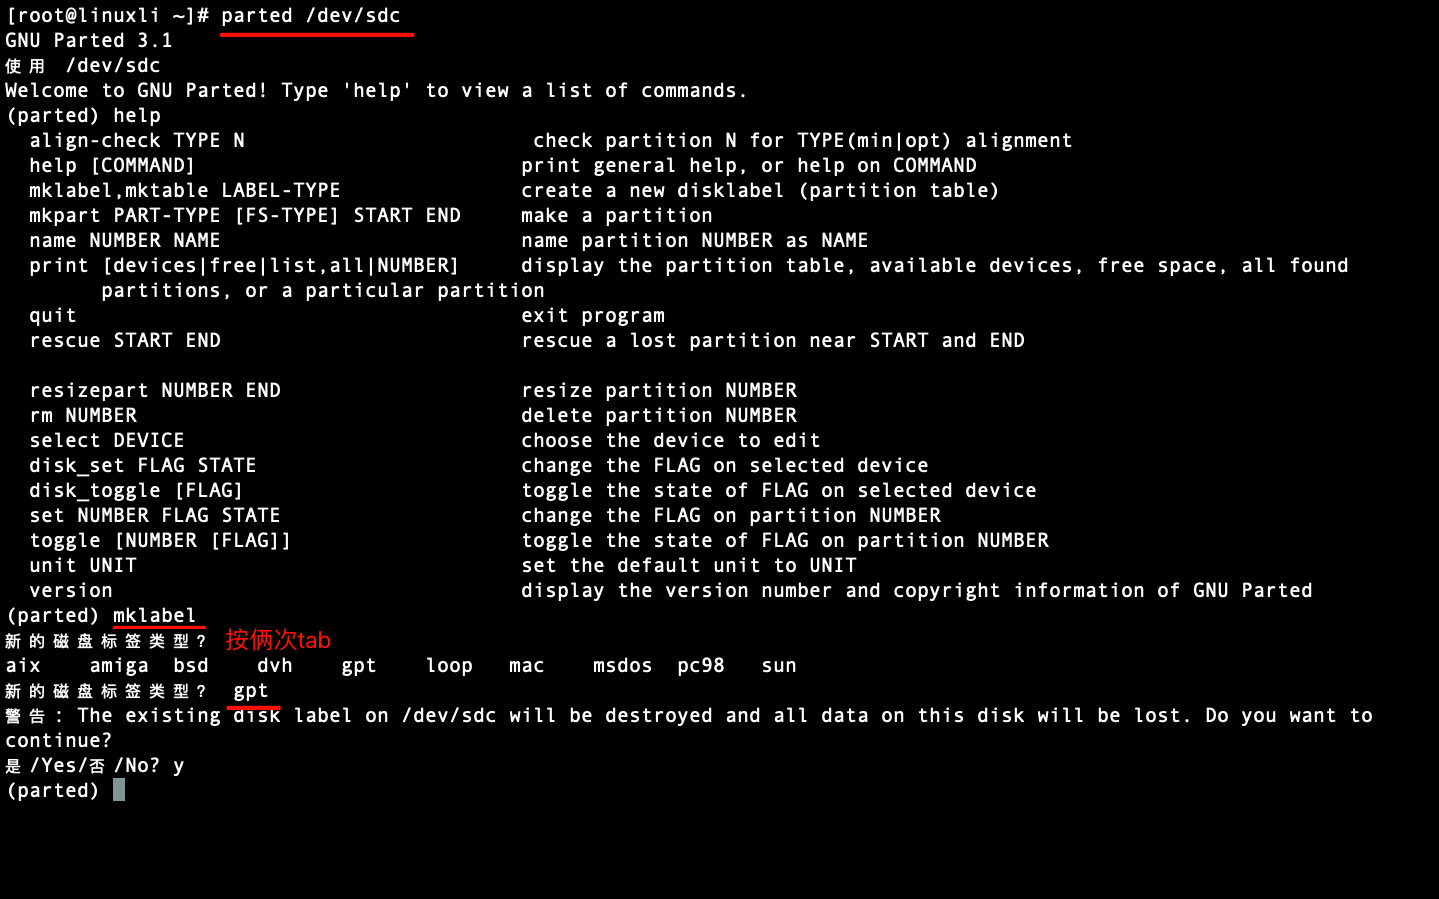 [root@linuxli ~]# parted /dev/sdc
GNU Parted 3.1
使用 /dev/sdc
Welcome to GNU Parted! Type 'help' to view a list of commands.
(parted) help
  align-check TYPE N                        check partition N for TYPE(min|opt) alignment
  help [COMMAND]                           print general help, or help on COMMAND
  mklabel,mktable LABEL-TYPE               create a new disklabel (partition table)
  mkpart PART-TYPE [FS-TYPE] START END     make a partition
  name NUMBER NAME                         name partition NUMBER as NAME
  print [devices|free|list,all|NUMBER]     display the partition table, available devices, free space, all found
        partitions, or a particular partition
  quit                                     exit program
  rescue START END                         rescue a lost partition near START and END
  resizepart NUMBER END                    resize partition NUMBER
  rm NUMBER                                delete partition NUMBER
  select DEVICE                            choose the device to edit
  disk_set FLAG STATE                      change the FLAG on selected device
  disk_toggle [FLAG]                       toggle the state of FLAG on selected device
  set NUMBER FLAG STATE                    change the FLAG on partition NUMBER
  toggle [NUMBER [FLAG]]                   toggle the state of FLAG on partition NUMBER
  unit UNIT                                set the default unit to UNIT
  version                                  display the version number and copyright information of GNU Parted
(parted) mklabel
新的磁盘标签类型? 按俩次tab
aix    amiga  bsd    dvh    gpt    loop   mac    msdos  pc98   sun
新的磁盘标签类型? gpt
警告: The existing disk label on /dev/sdc will be destroyed and all data on this disk will be lost. Do you want to
continue?
是/Yes/否/No? y
(parted)